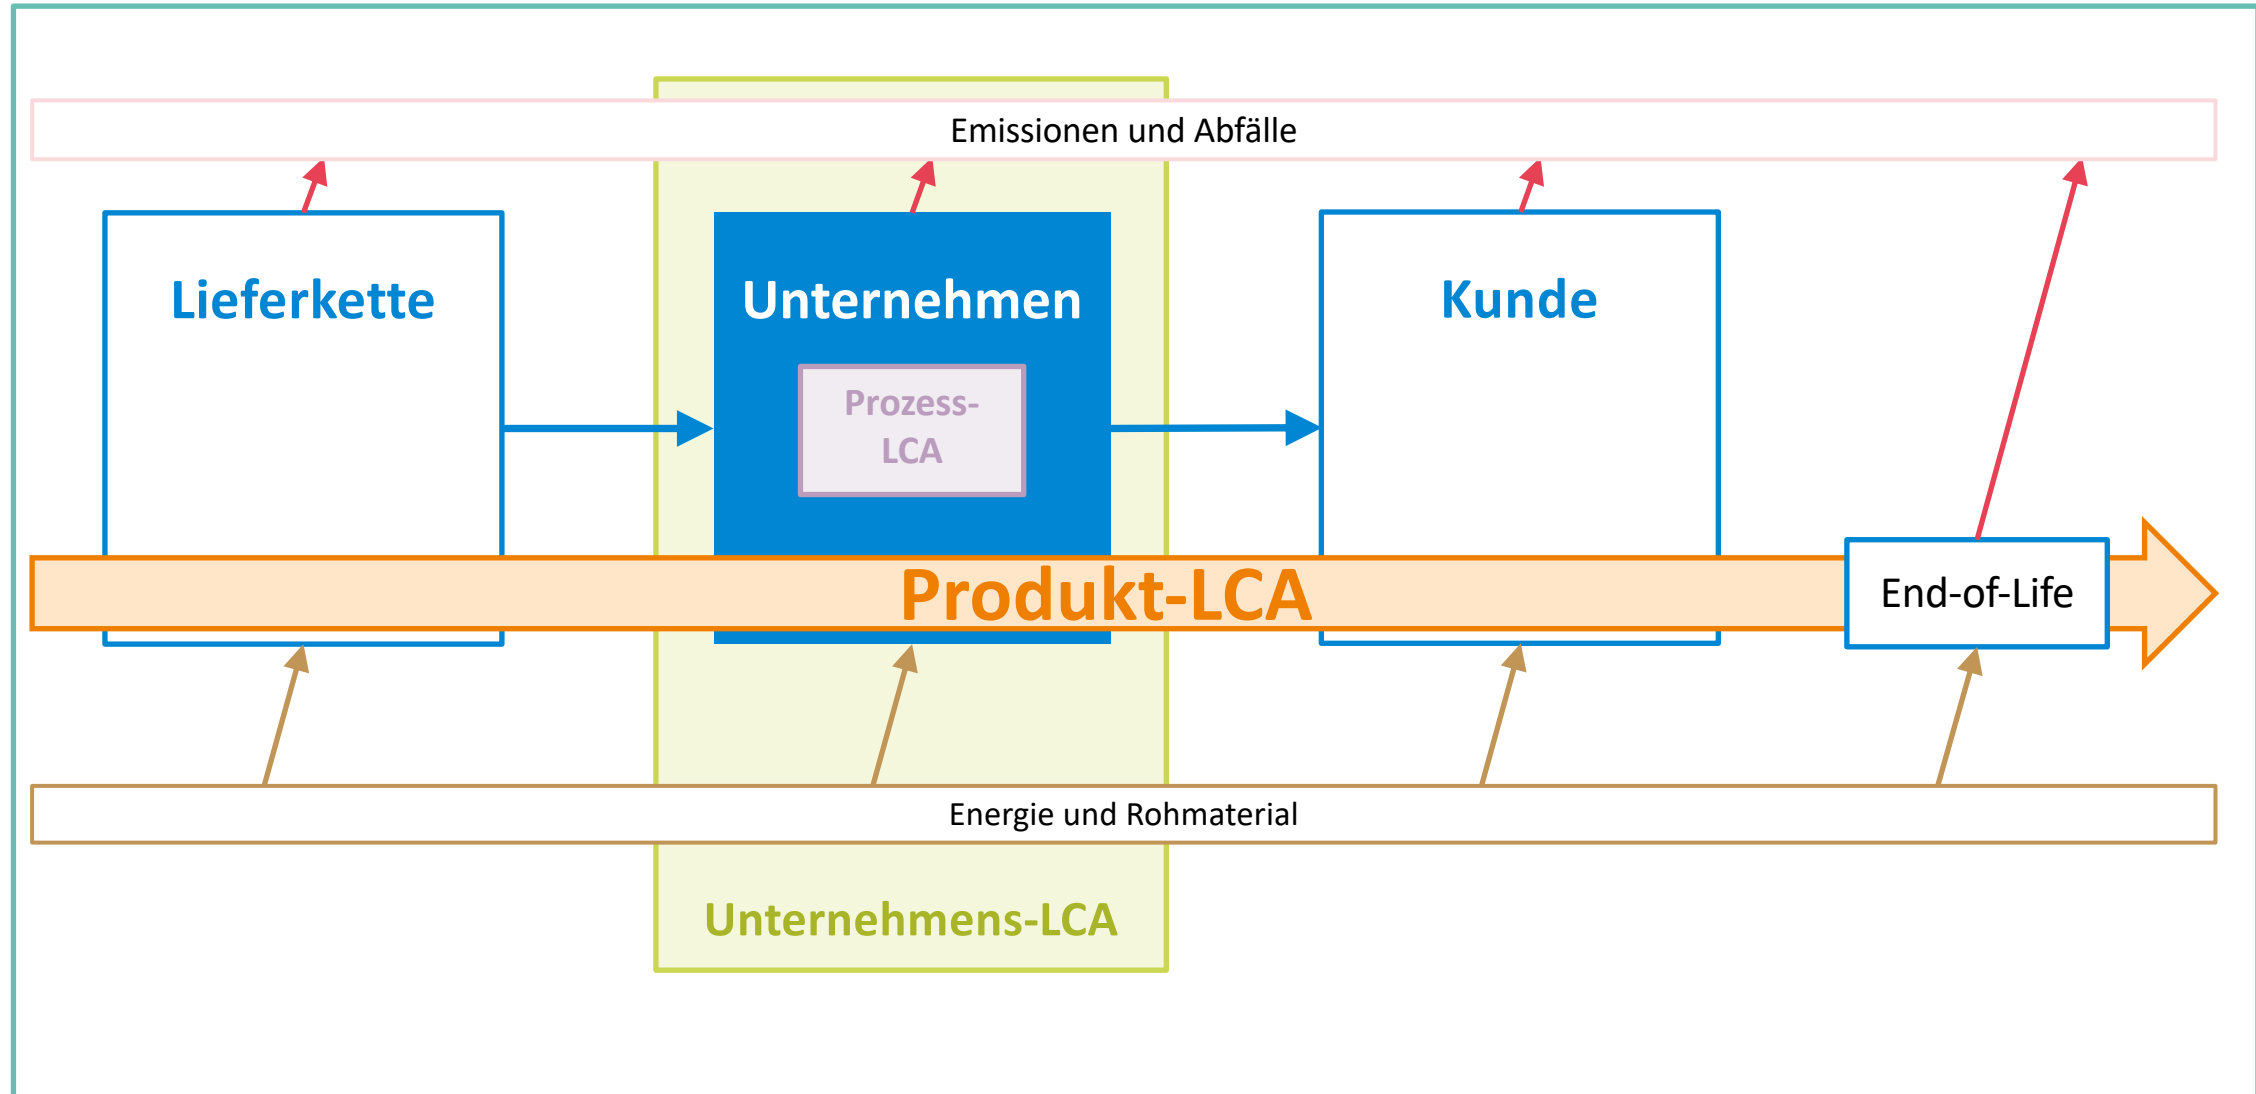 Emissionen und Abfälle
Lieferkette
Unternehmen
Kunde
Prozess-
LCA
Produkt-LCA
End-of-Life
Energie und Rohmaterial
Unternehmens-LCA